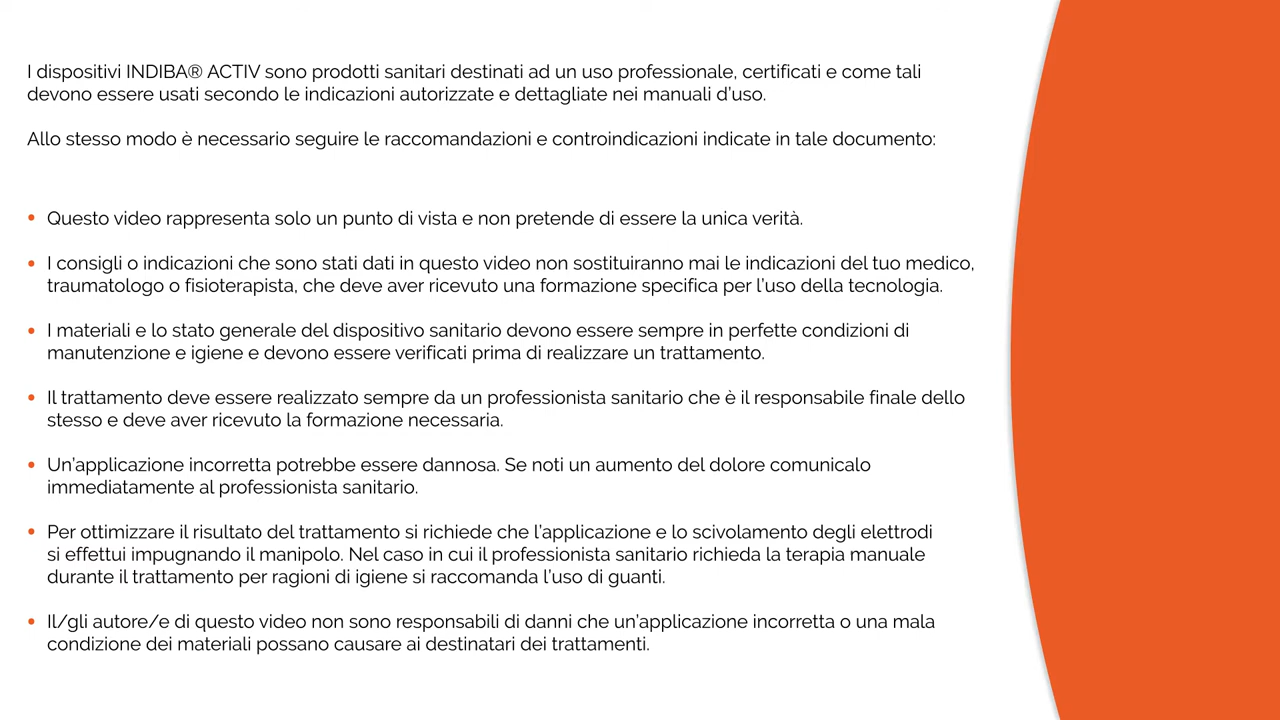 I dispositivi INDIBA® ACTIV sono prodotti sanitari destinati ad un uso professionale, certificati e come tali
devono essere usati secondo le indicazioni autorizzate e dettagliate nei manuali d'uso.
Allo stesso modo è necessario seguire le raccomandazioni e controindicazioni indicate in tale documento:
• Questo video rappresenta solo un punto di vista e non pretende di essere la unica verità.
• I consigli o indicazioni che sono stati dati in questo video non sostituiranno mai le indicazioni del tuo medico,
traumatologo o fisioterapista, che deve aver ricevuto una formazione specifica per l'uso della tecnologia.
• I materiali e lo stato generale del dispositivo sanitario devono essere sempre in perfette condizioni di
manutenzione e igiene e devono essere verificati prima di realizzare un trattamento.
• Il trattamento deve essere realizzato sempre da un professionista sanitario che è il responsabile finale dello
stesso e deve aver ricevuto la formazione necessaria.
• Un'applicazione incorretta potrebbe essere dannosa. Se noti un aumento del dolore comunicalo
immediatamente al professionista sanitario.
• Per ottimizzare il risultato del trattamento si richiede che l'applicazione e lo scivolamento degli elettrodi
si effettui impugnando il manipolo. Nel caso in cui il professionista sanitario richieda la terapia manuale
durante il trattamento per ragioni di igiene si raccomanda l'uso di guanti.
• Il/gli autore/e di questo video non sono responsabili di danni che un'applicazione incorretta o una mala
condizione dei materiali possano causare ai destinatari dei trattamenti.